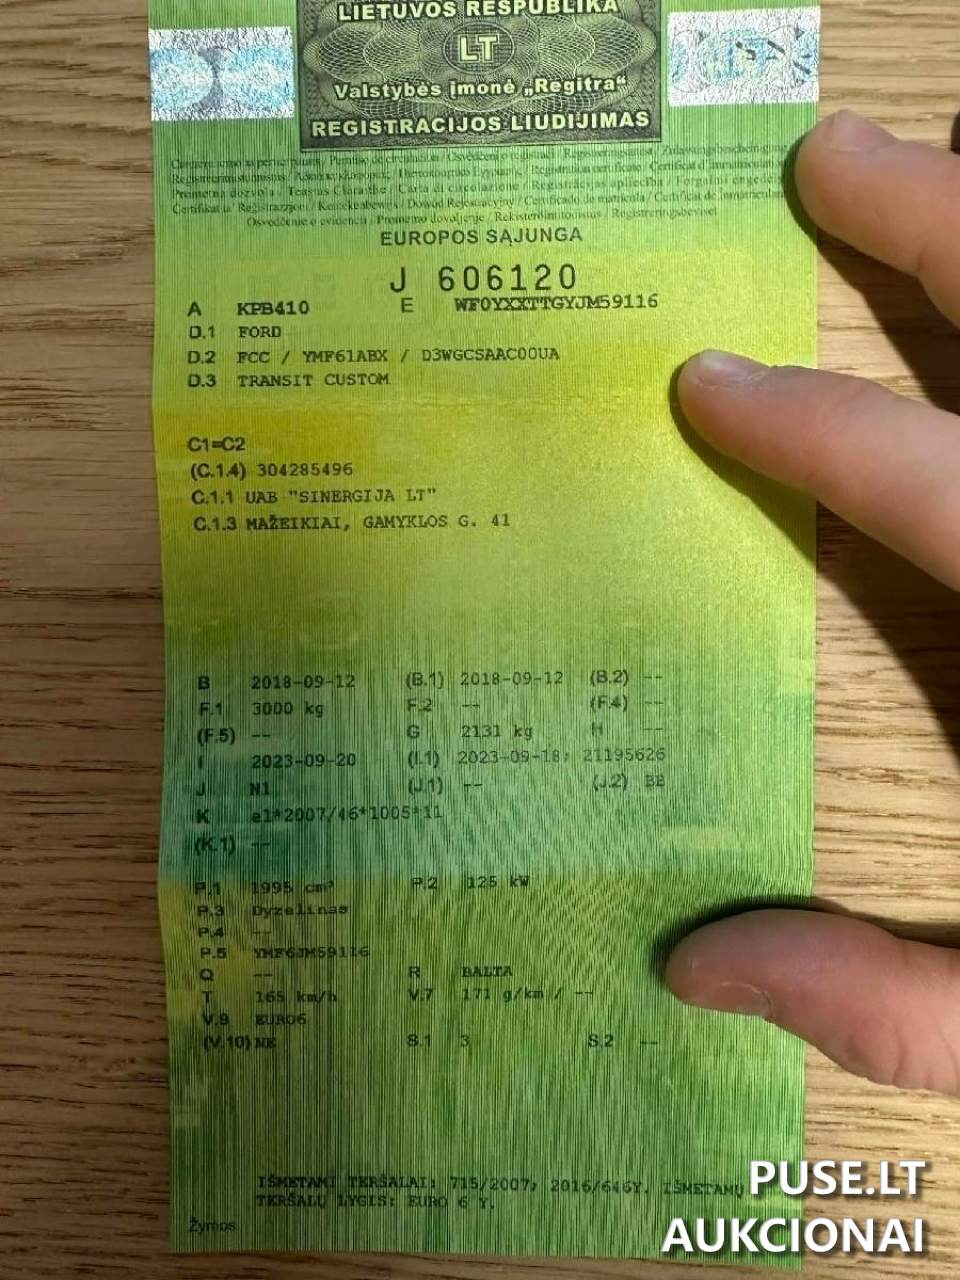 LIETUVOS RESPUBLIKA
LT
Valstybės įmonė „Regitra“
REGISTRACIJOS LIUDIJIMAS
EUROPOS SĄJUNGA
J 606120
A KPB410 E WF0YXXTTGYJM59116
D.1 FORD
D.2 FCC / YMF61ABX / D3WGCSAAC00UA
D.3 TRANSIT CUSTOM
C1=C2
(C.1.4) 304285496
C.1.1 UAB "SINERGIJA LT"
C.1.3 MAŽEIKIAI, GAMYKLOS G. 41
B 2018-09-12 (B.1) 2018-09-12 (B.2) --
F.1 3000 kg F.2 -- (F.4) --
(F.5) -- G 2131 kg H --
I 2023-09-20 (I.1) 2023-09-18; 21195626
J N1 (J.1) -- (J.2) BB
K e1*2007/46*1005*11
(K.1) --
P.1 1995 cm³ P.2 125 kW
P.3 Dyzelinas
P.4 --
P.5 YMF6JM59116
Q -- R BALTA
T 165 km/h V.7 171 g/km / --
V.9 EURO6
(V.10) NE S.1 3 S.2 --
IŠMETAMI TERŠALAI: 715/2007; 2016/646Y. IŠMETAMŲ
TERŠALŲ LYGIS: EURO 6 Y.
Žymos
PUSE.LT
AUKCIONAI